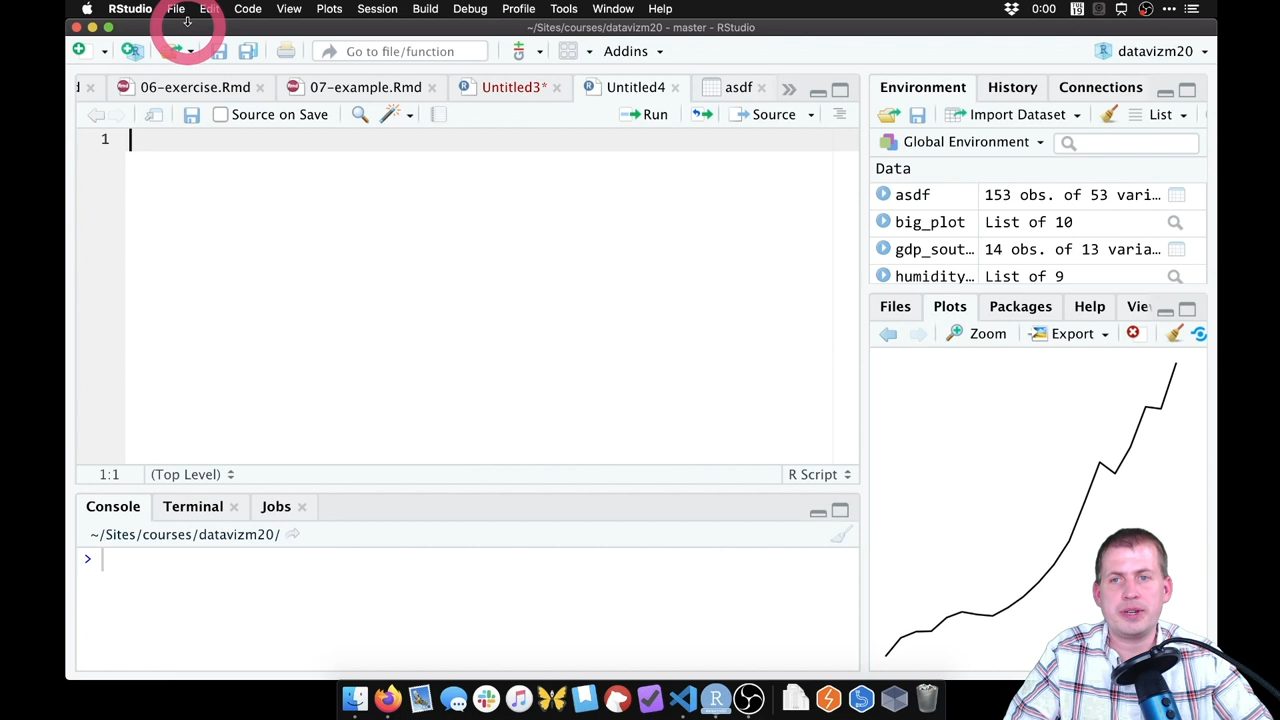 RStudio File Edit Code View Plots Session Build Debug Profile Tools Window Help 0:00
~/Sites/courses/datavizm20 - master - RStudio
Go to file/function Addins datavizm20
d 06-exercise.Rmd 07-example.Rmd Untitled3* Untitled4 asdf
Source on Save Run Source
1
1:1 (Top Level) R Script
Console Terminal Jobs
~/Sites/courses/datavizm20/
>
Environment History Connections
Import Dataset List
Global Environment
Data
asdf 153 obs. of 53 vari…
big_plot List of 10
gdp_sout… 14 obs. of 13 varia…
humidity… List of 9
Files Plots Packages Help Vie
Zoom Export